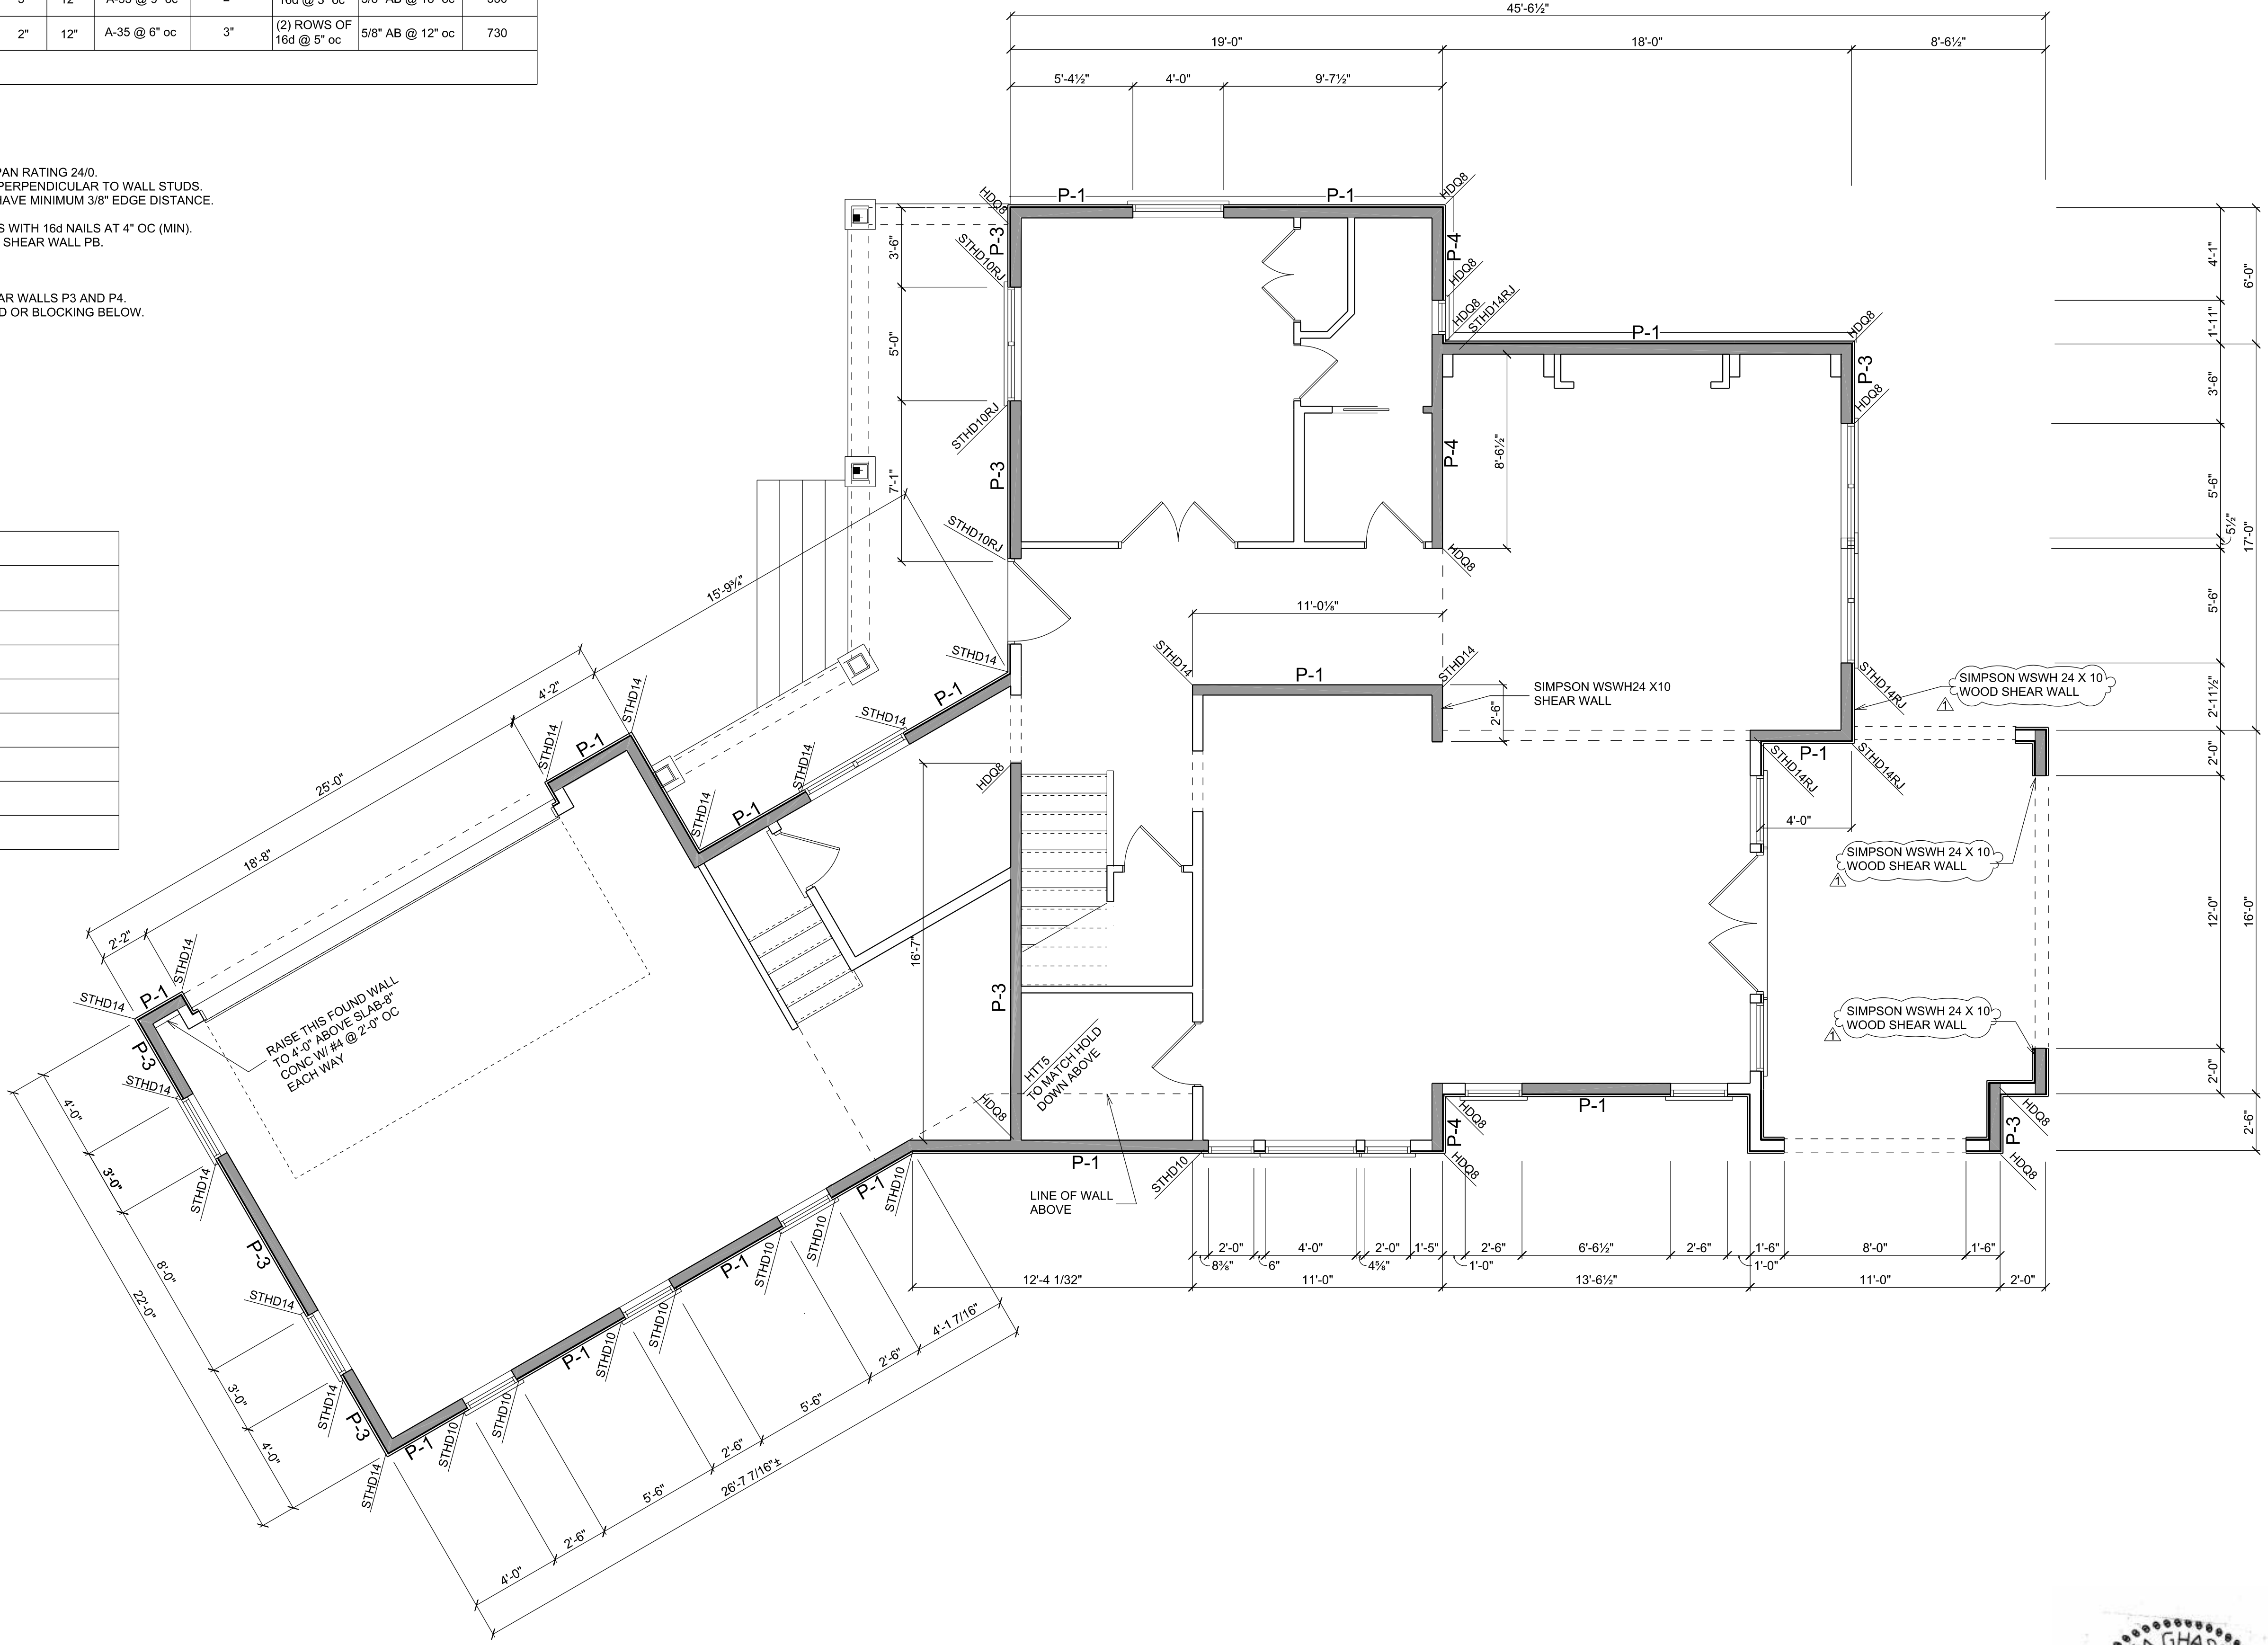 2" 12" A-35 @ 6" oc 3" (2) ROWS OF 16d @ 5" oc 5/8" AB @ 12" oc 730
PAN RATING 24/0.
PERPENDICULAR TO WALL STUDS.
HAVE MINIMUM 3/8" EDGE DISTANCE.
S WITH 16d NAILS AT 4" OC (MIN).
SHEAR WALL PB.
AR WALLS P3 AND P4.
D OR BLOCKING BELOW.
45'-6½"
19'-0" 18'-0" 8'-6½"
5'-4½" 4'-0" 9'-7½"
HDQ8 P-1 P-1 HDQ8
P-3 P-4
3'-6"
STHD10RJ
HDQ8
HDQ8
STHD14RJ
P-1
HDQ8
P-3
HDQ8
4'-1"
6'-0"
1'-11"
3'-6"
5'-0"
STHD10RJ
P-3
P-4
8'-6½"
7'-1"
STHD10RJ
HDQ8
5'-6"
5½"
17'-0"
5'-6"
2'-11½"
15'-9¾"
11'-0⅛"
STHD14
STHD14
P-1
STHD14
SIMPSON WSWH24 X10
SHEAR WALL
2'-6"
STHD14RJ
SIMPSON WSWH 24 X 10
WOOD SHEAR WALL
1
P-1
STHD14RJ
STHD14RJ
4'-0"
2'-0"
SIMPSON WSWH 24 X 10
WOOD SHEAR WALL
1
12'-0"
16'-0"
SIMPSON WSWH 24 X 10
WOOD SHEAR WALL
1
2'-0"
2'-6"
4'-2"
STHD14
STHD14
P-1
P-1
STHD14
STHD14
P-1
STHD14
HDQ8
25'-0"
18'-8"
2'-2"
STHD14
P-1
STHD14
16'-7"
P-3
RAISE THIS FOUND WALL
TO 4'-0" ABOVE SLAB-8"
CONC W/ #4 @ 2'-0" OC
EACH WAY
HTT5
TO MATCH HOLD
DOWN ABOVE
HDQ8
P-1
LINE OF WALL
ABOVE
STHD10
P-4
HDQ8
HDQ8
P-1
P-3
HDQ8
HDQ8
P-3
STHD14
4'-0"
3'-0"
STHD14
P-3
8'-0"
22'-0"
STHD14
3'-0"
STHD14
P-3
4'-0"
STHD14
P-1
STHD10
STHD10
P-1
STHD10
STHD10
P-1
STHD10
STHD10
P-1
STHD10
2'-0" 4'-0" 2'-0" 1'-5" 2'-6" 6'-6½" 2'-6" 1'-6" 8'-0" 1'-6"
8⅜" 6" 4⅝" 1'-0" 1'-0"
12'-4 1/32" 11'-0" 13'-6½" 11'-0" 2'-0"
4'-1 7/16"
2'-6"
5'-6"
2'-6"
5'-6"
2'-6"
4'-0"
26'-7 7/16"±